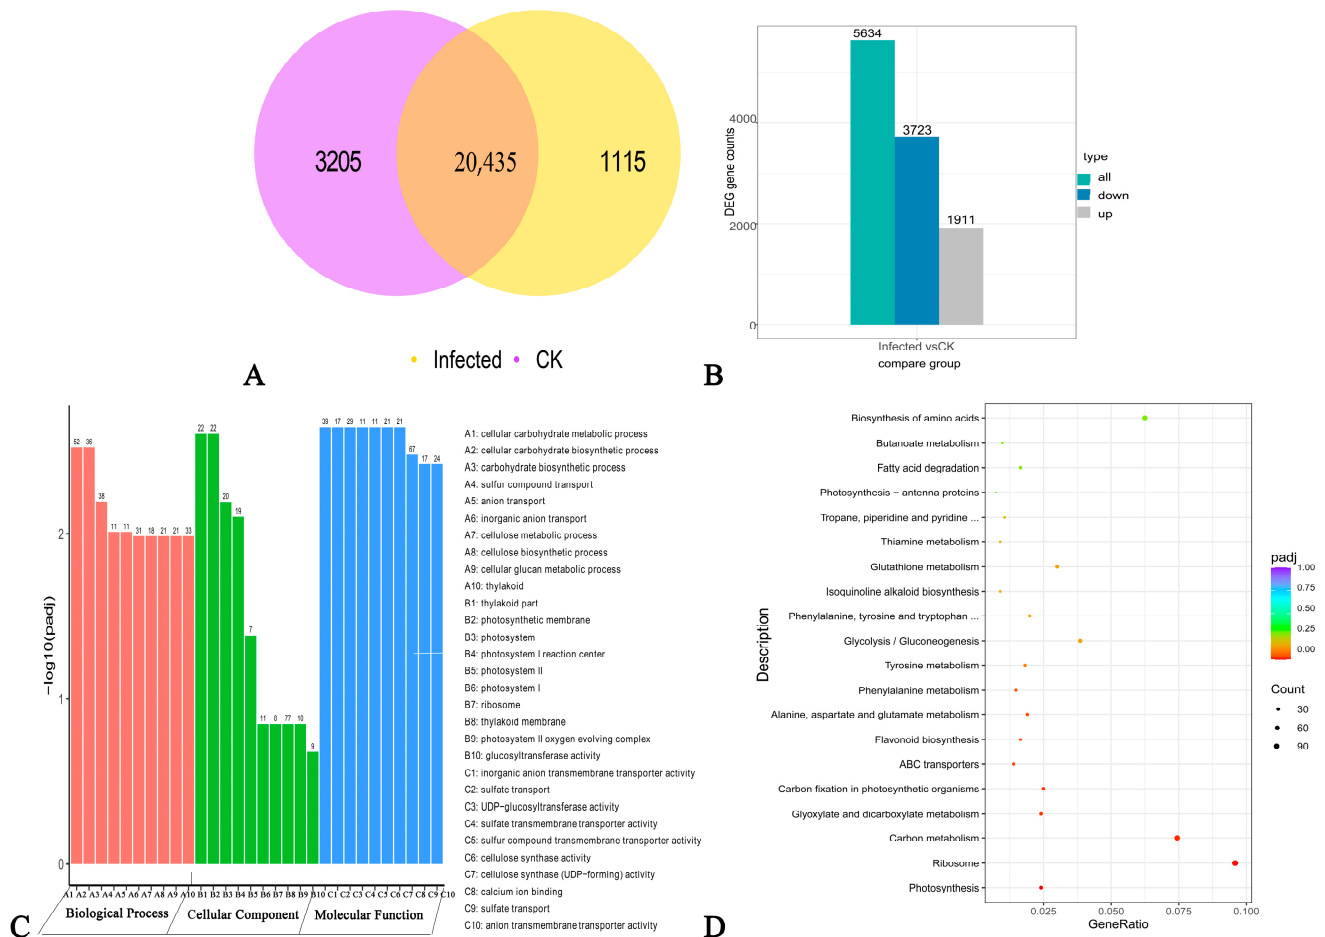 3205
20,435
1115
Infected
CK
A
5634
3723
1911
4000
2000
0
DEG gene counts
Infected vsCK
compare group
type
all
down
up
B
52 36 38 11 11 31 18 21 21 33 22 22 20 19 7 11 6 77 10 9 39 17 29 11 11 21 21 67 17 24
2
1
0
−log10(padj)
A1 A2 A3 A4 A5 A6 A7 A8 A9 A10 B1 B2 B3 B4 B5 B6 B7 B8 B9 B10 C1 C2 C3 C4 C5 C6 C7 C8 C9 C10
Biological Process
Cellular Component
Molecular Function
C
A1: cellular carbohydrate metabolic process
A2: cellular carbohydrate biosynthetic process
A3: carbohydrate biosynthetic process
A4: sulfur compound transport
A5: anion transport
A6: inorganic anion transport
A7: cellulose metabolic process
A8: cellulose biosynthetic process
A9: cellular glucan metabolic process
A10: thylakoid
B1: thylakoid part
B2: photosynthetic membrane
D3: photosystem
B4: photosystem I reaction center
B5: photosystem II
B6: photosystem I
B7: ribosome
B8: thylakoid membrane
B9: photosystem II oxygen evolving complex
B10: glucosyltransferase activity
C1: inorganic anion transmembrane transporter activity
C2: sulfate transport
C3: UDP−glucosyltransferase activity
C4: sulfate transmembrane transporter activity
C5: sulfur compound transmembrane transporter activity
C6: cellulose synthase activity
C7: cellulose synthase (UDP−forming) activity
C8: calcium ion binding
C9: sulfate transport
C10: anion transmembrane transporter activity
Description
Biosynthesis of amino acids
Butanoate metabolism
Fatty acid degradation
Photosynthesis − antenna proteins
Tropane, piperidine and pyridine ...
Thiamine metabolism
Glutathione metabolism
Isoquinoline alkaloid biosynthesis
Phenylalanine, tyrosine and tryptophan ...
Glycolysis / Gluconeogenesis
Tyrosine metabolism
Phenylalanine metabolism
Alanine, aspartate and glutamate metabolism
Flavonoid biosynthesis
ABC transporters
Carbon fixation in photosynthetic organisms
Glyoxylate and dicarboxylate metabolism
Carbon metabolism
Ribosome
Photosynthesis
0.025 0.050 0.075 0.100
GeneRatio
padj
1.00
0.75
0.50
0.25
0.00
Count
30
60
90
D